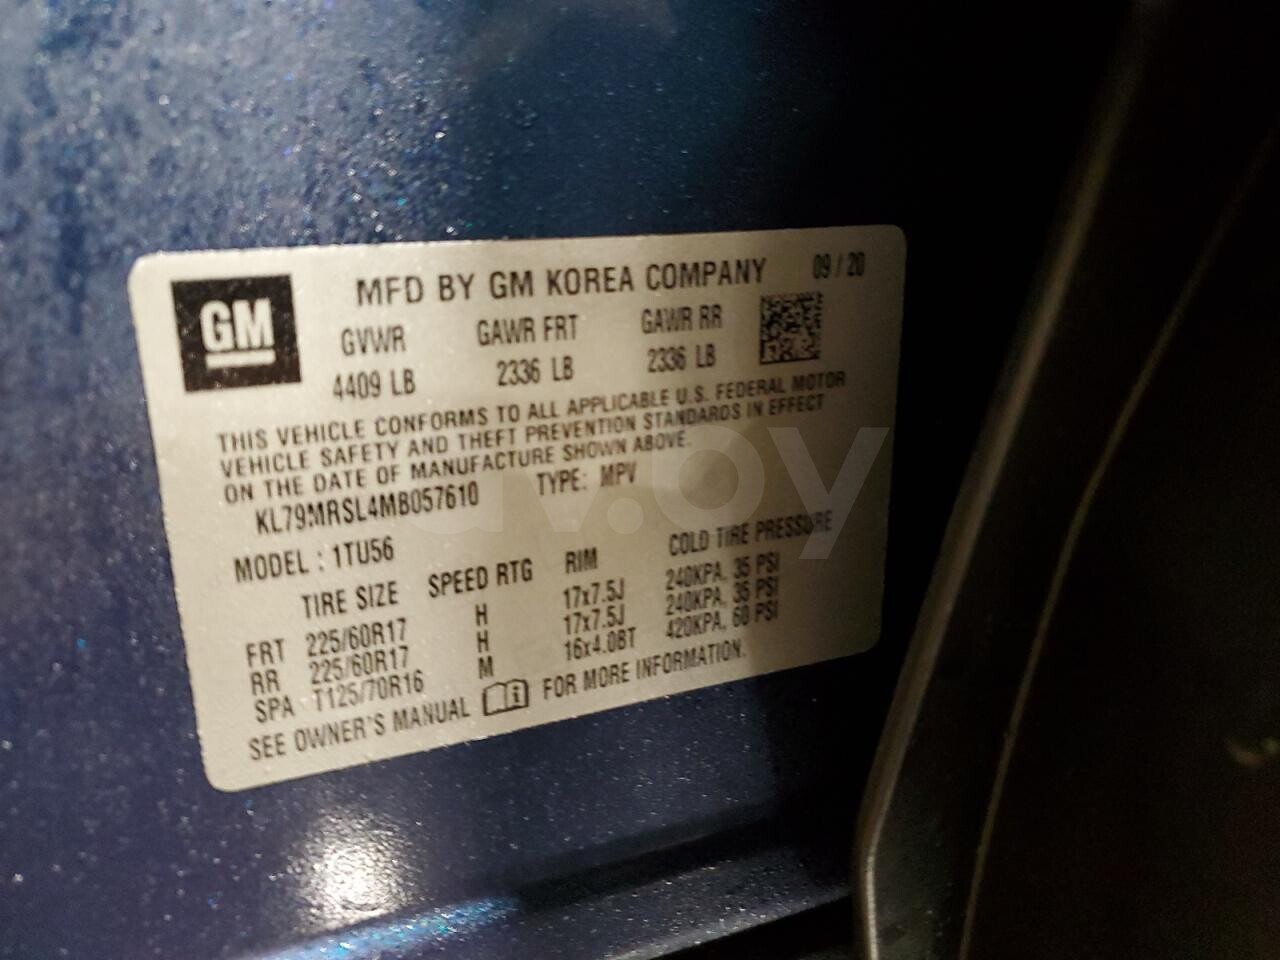 GM
MFD BY GM KOREA COMPANY 09 / 20
GVWR GAWR FRT GAWR RR
4409 LB 2336 LB 2336 LB
THIS VEHICLE CONFORMS TO ALL APPLICABLE U.S. FEDERAL MOTOR
VEHICLE SAFETY AND THEFT PREVENTION STANDARDS IN EFFECT
ON THE DATE OF MANUFACTURE SHOWN ABOVE.
KL79MRSL4MB057610 TYPE: MPV
MODEL : 1TU56
TIRE SIZE SPEED RTG RIM COLD TIRE PRESSURE
FRT 225/60R17 H 17x7.5J 240KPA, 35 PSI
RR 225/60R17 H 17x7.5J 240KPA, 35 PSI
SPA T125/70R16 M 16x4.0BT 420KPA, 60 PSI
SEE OWNER'S MANUAL FOR MORE INFORMATION.
av.by